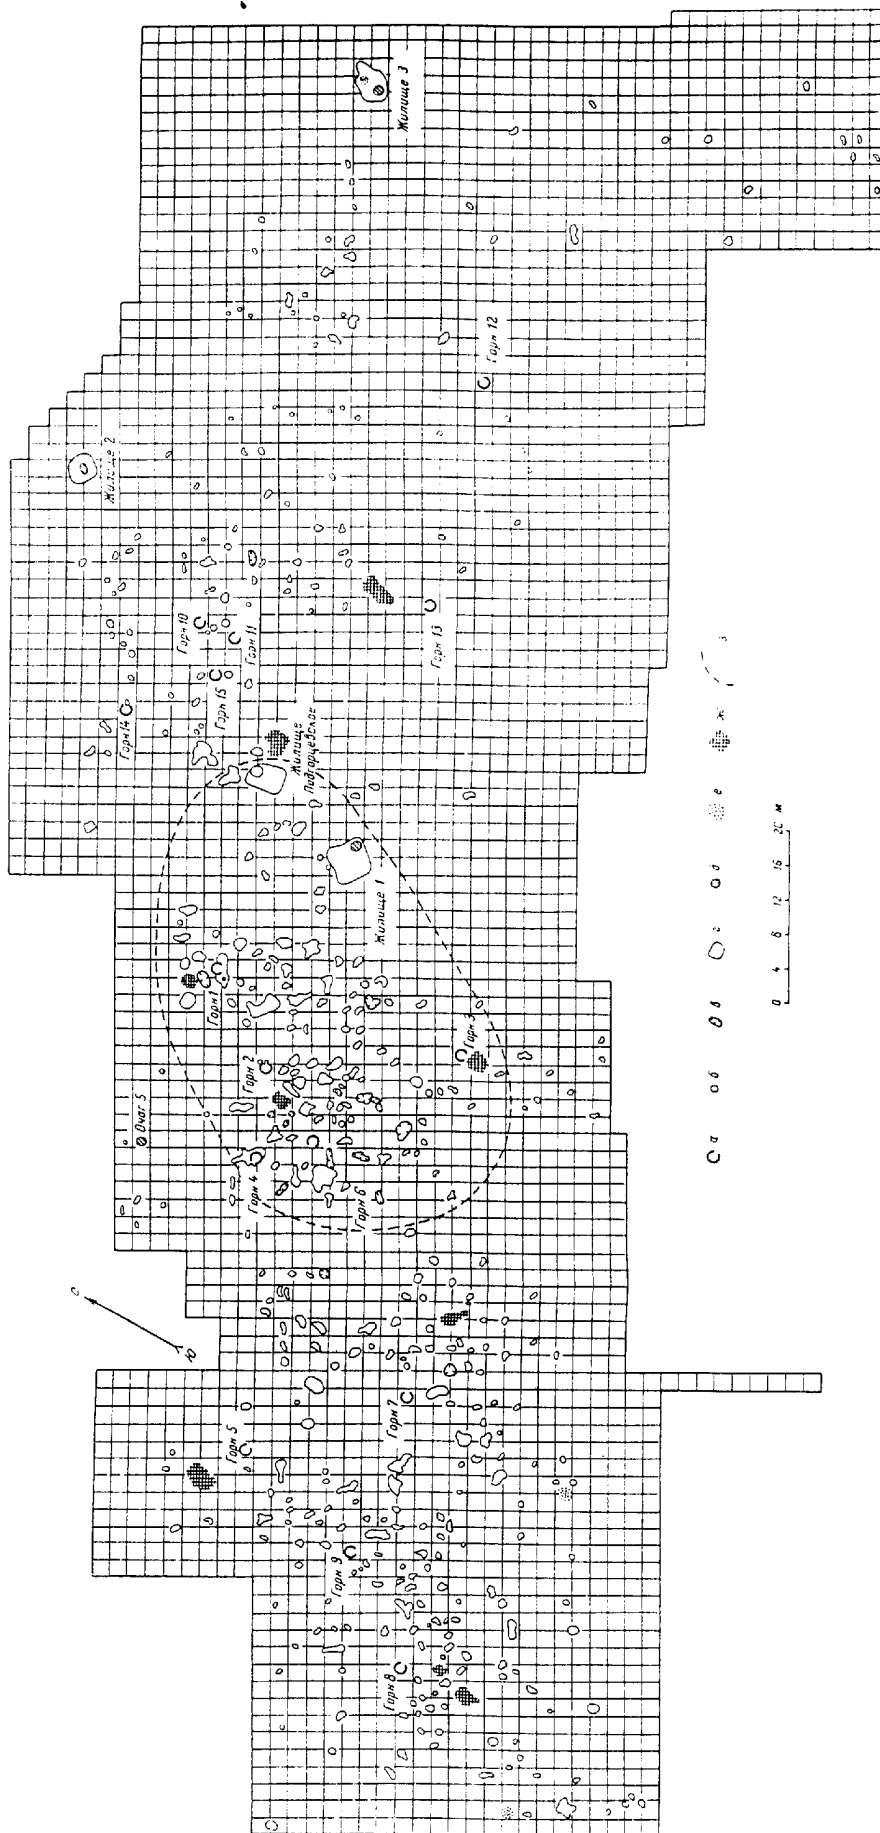 Жилище 3
Горн 12
Жилище 2
Горн 10
Горн 11
Горн 13
Горн 15
Горн 14
Жилище
Подгорцевское
Жилище 1
Горн 1
Горн 3
Горн 2
Очаг 5
Горн 4
Горн 6
С
Ю
Горн 5
Горн 7
Горн 9
Горн 8
а б в г д е ж з
0 4 8 12 16 20 м